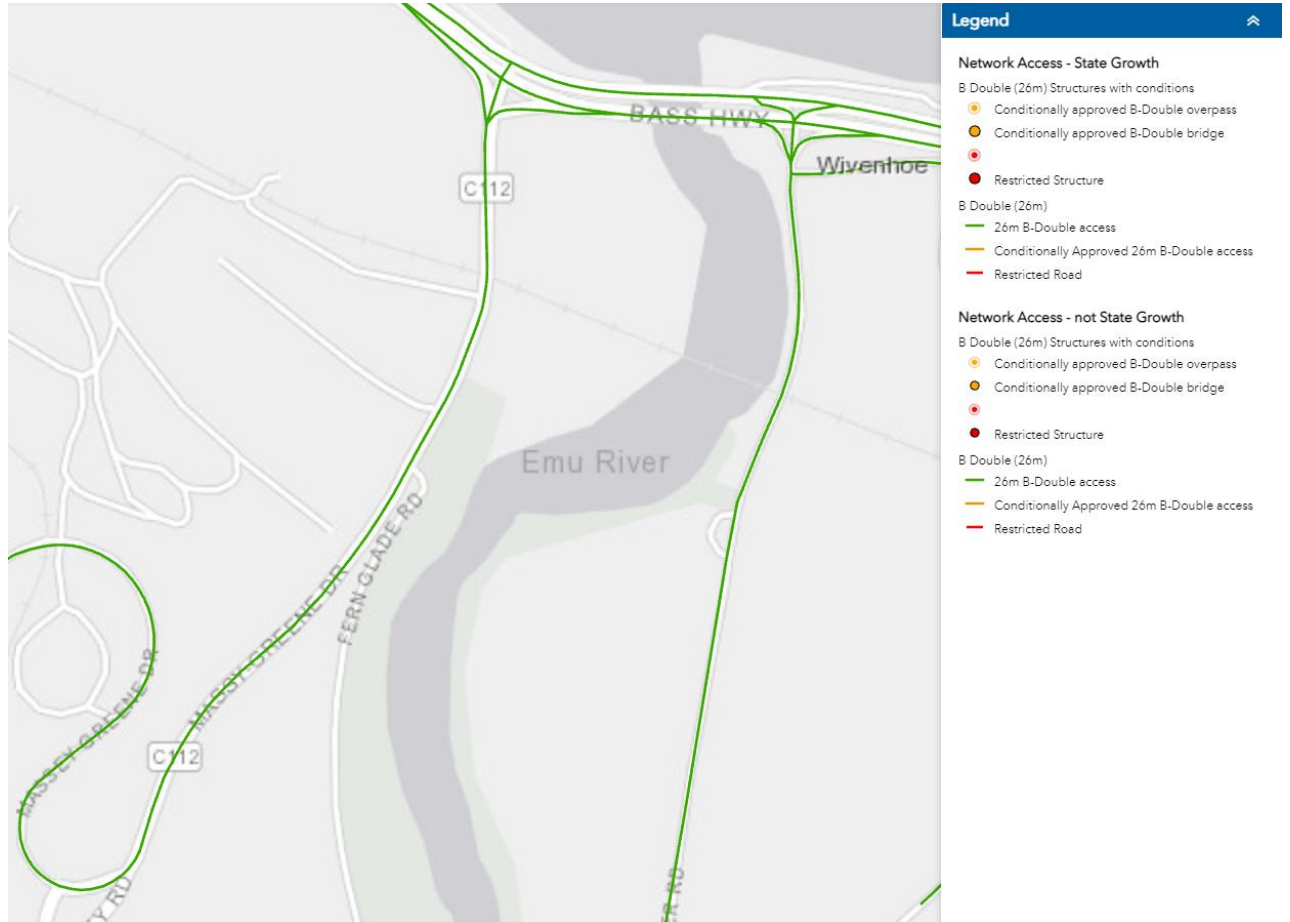 BASS HWY
Wivenhoe
C112
Emu River
FERN GLADE RD
MASSY GREENE DR
MASSEY GREENE DR
C112
RD
RD
Legend
Network Access - State Growth
B Double (26m) Structures with conditions
Conditionally approved B-Double overpass
Conditionally approved B-Double bridge
Restricted Structure
B Double (26m)
26m B-Double access
Conditionally Approved 26m B-Double access
Restricted Road
Network Access - not State Growth
B Double (26m) Structures with conditions
Conditionally approved B-Double overpass
Conditionally approved B-Double bridge
Restricted Structure
B Double (26m)
26m B-Double access
Conditionally Approved 26m B-Double access
Restricted Road